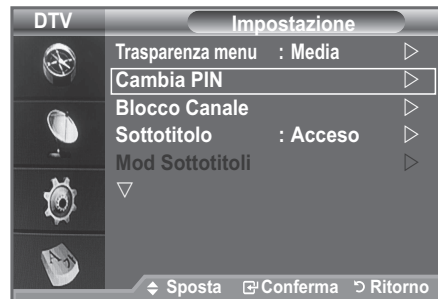 DTV
Impostazione
Trasparenza menu : Media
Cambia PIN
Blocco Canale
Sottotitolo : Acceso
Mod Sottotitoli
Sposta Conferma Ritorno